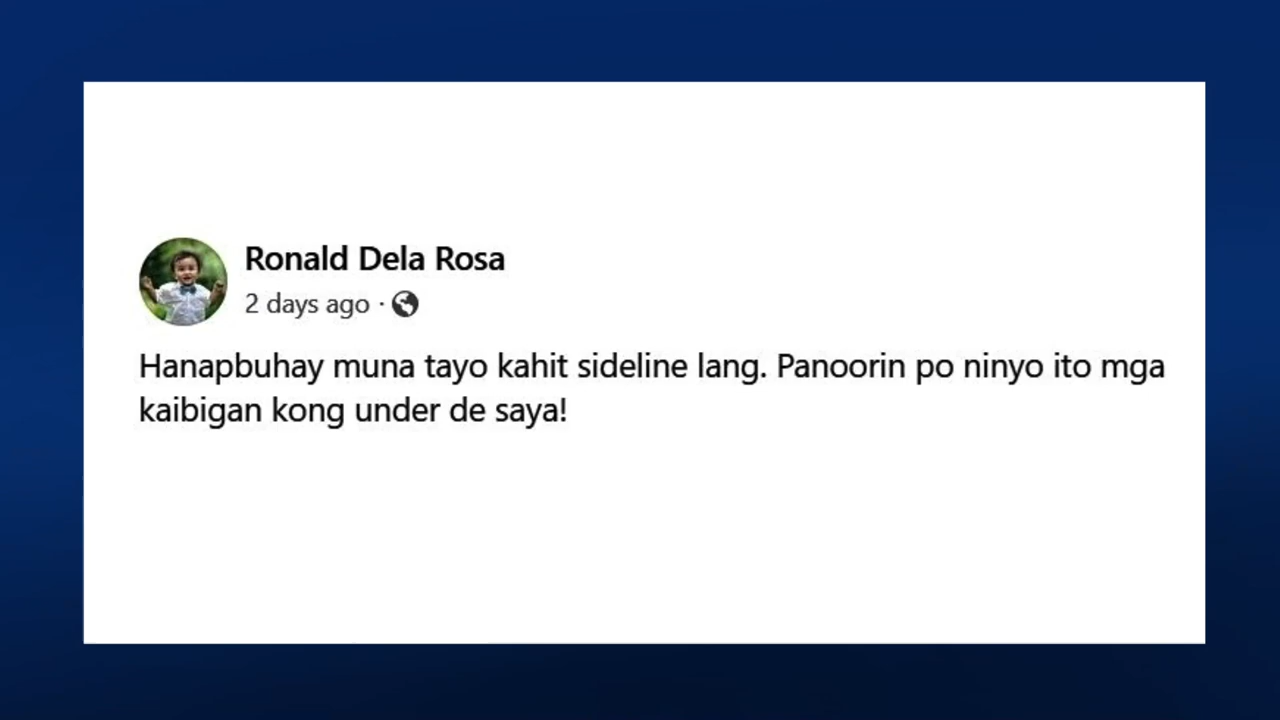 Ronald Dela Rosa
2 days ago ·
Hanapbuhay muna tayo kahit sideline lang. Panoorin po ninyo ito mga
kaibigan kong under de saya!